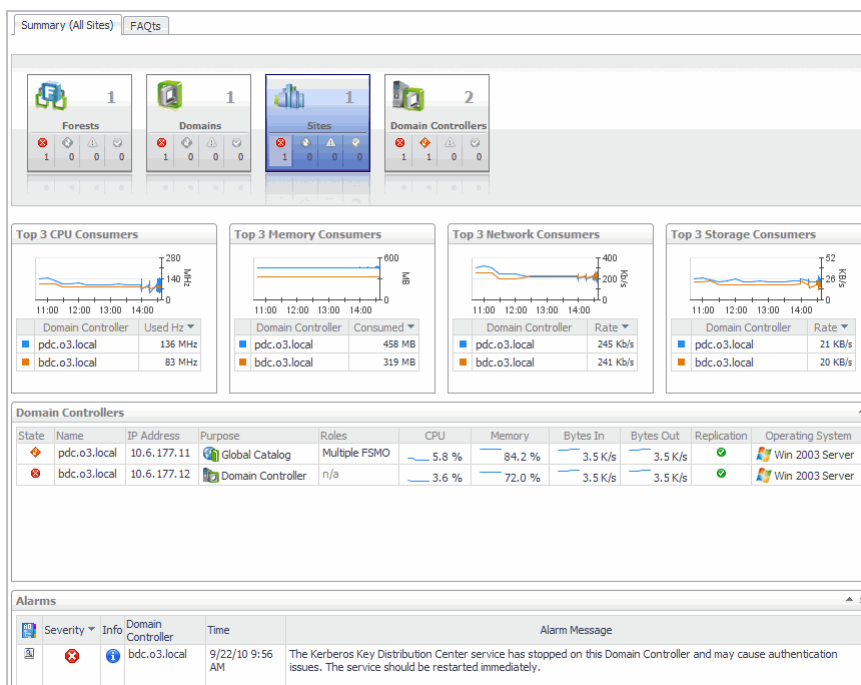 Summary (All Sites) FAQts
1 1 1 2
Forests Domains Sites Domain Controllers
1 0 0 0 1 0 0 0 1 0 0 0 1 1 0 0
Top 3 CPU Consumers Top 3 Memory Consumers Top 3 Network Consumers Top 3 Storage Consumers
280 600 400 52
140 MHz MB 200 Kb/s 26 KB/s
0 0 0 0
11:00 12:00 13:00 14:00 11:00 12:00 13:00 14:00 11:00 12:00 13:00 14:00 11:00 12:00 13:00 14:00
Domain Controller Used Hz Domain Controller Consumed Domain Controller Rate Domain Controller Rate
pdc.o3.local 136 MHz pdc.o3.local 458 MB pdc.o3.local 245 Kb/s pdc.o3.local 21 KB/s
bdc.o3.local 83 MHz bdc.o3.local 319 MB bdc.o3.local 241 Kb/s bdc.o3.local 20 KB/s
Domain Controllers
State Name IP Address Purpose Roles CPU Memory Bytes In Bytes Out Replication Operating System
pdc.o3.local 10.6.177.11 Global Catalog Multiple FSMO 5.8 % 84.2 % 3.5 K/s 3.5 K/s Win 2003 Server
bdc.o3.local 10.6.177.12 Domain Controller n/a 3.6 % 72.0 % 3.5 K/s 3.5 K/s Win 2003 Server
Alarms
Severity Info Domain Controller Time Alarm Message
bdc.o3.local 9/22/10 9:56 AM The Kerberos Key Distribution Center service has stopped on this Domain Controller and may cause authentication
issues. The service should be restarted immediately.